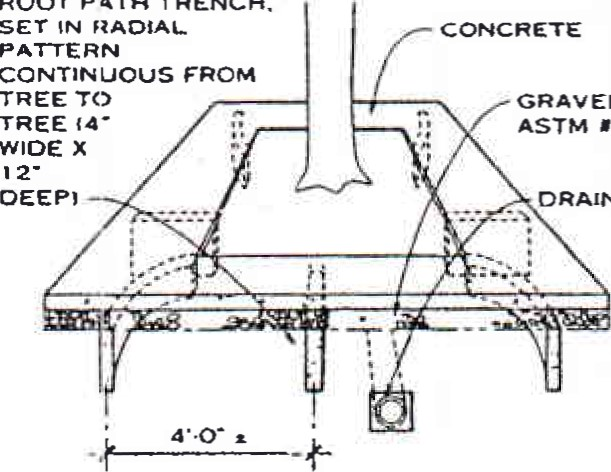 ROOT PATH TRENCH,
SET IN RADIAL
PATTERN
CONTINUOUS FROM
TREE TO
TREE (4"
WIDE X
12"
DEEP)
CONCRETE
GRAVEL
ASTM #
DRAIN
4'-0" ±